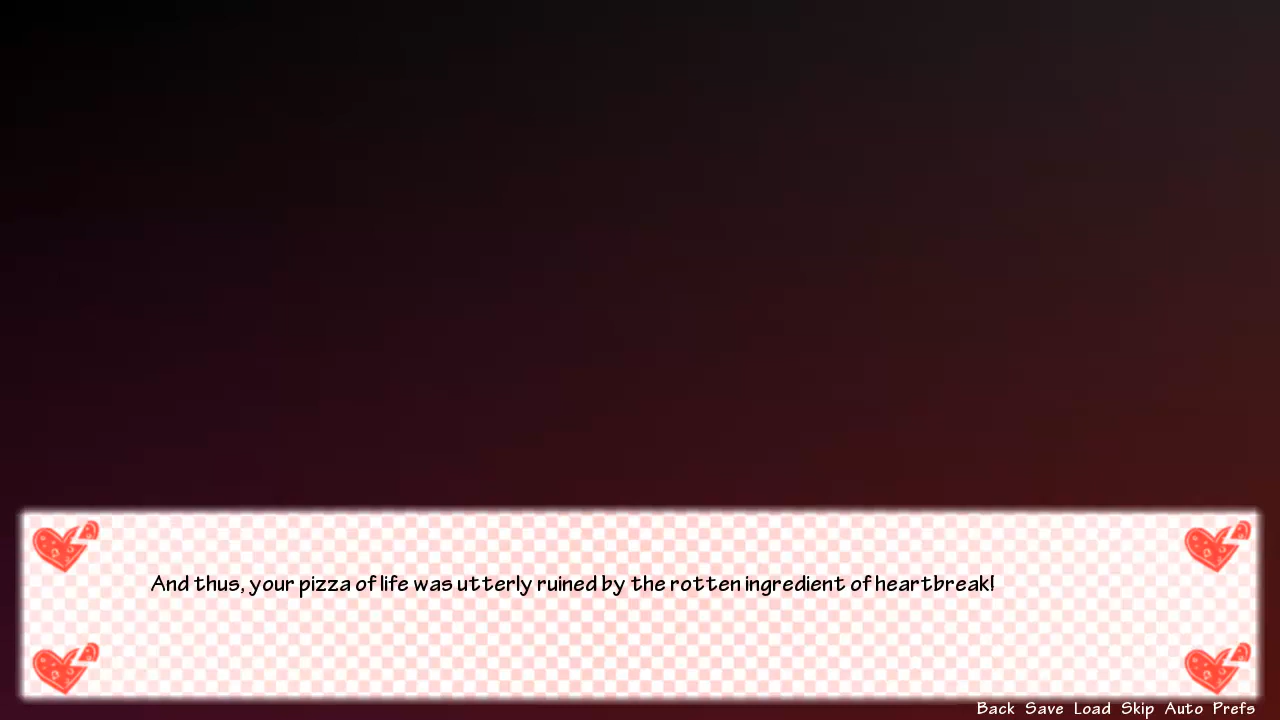 And thus, your pizza of life was utterly ruined by the rotten ingredient of heartbreak!
Back Save Load Skip Auto Prefs